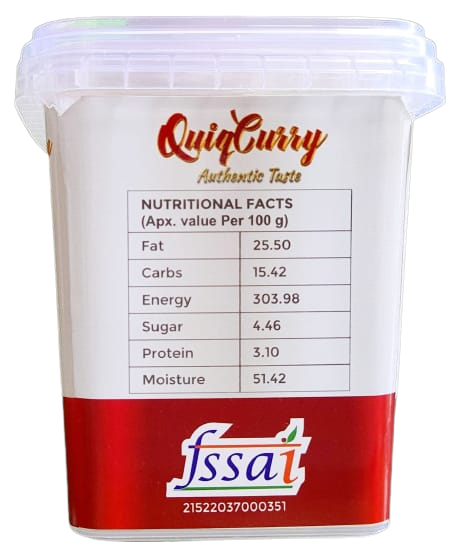 QuiqCurry
Authentic Taste
NUTRITIONAL FACTS
(Apx. value Per 100 g)
Fat 25.50
Carbs 15.42
Energy 303.98
Sugar 4.46
Protein 3.10
Moisture 51.42
fssai
21522037000351